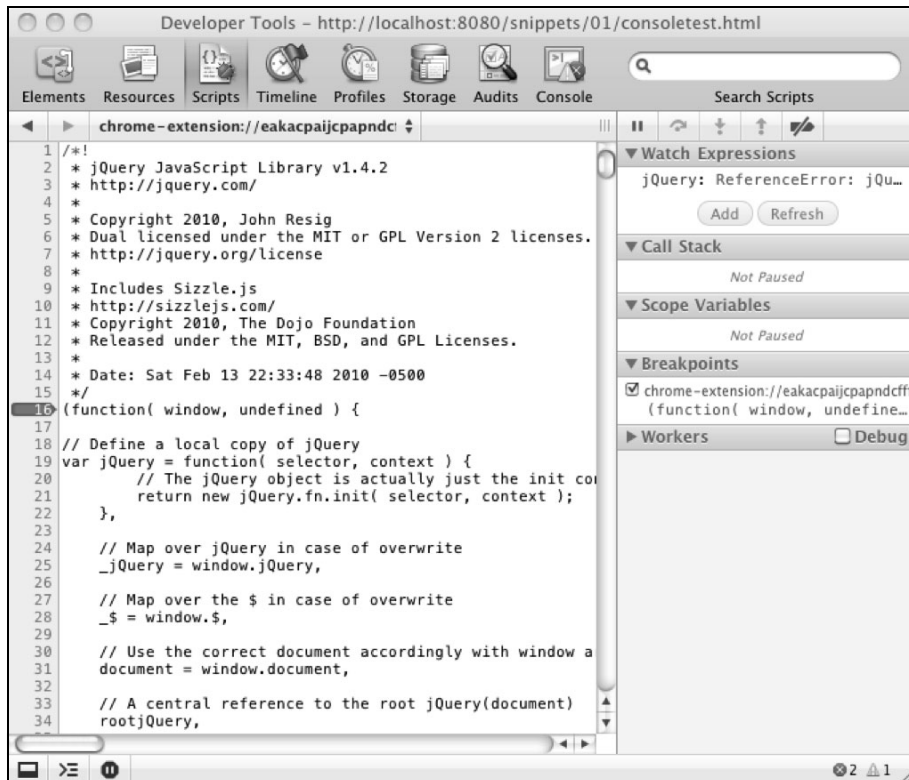 Developer Tools – http://localhost:8080/snippets/01/consoletest.html
Elements Resources Scripts Timeline Profiles Storage Audits Console Search Scripts
chrome-extension://eakacpaijcpapndc
1 /*!
2 * jQuery JavaScript Library v1.4.2
3 * http://jquery.com/
4 *
5 * Copyright 2010, John Resig
6 * Dual licensed under the MIT or GPL Version 2 licenses.
7 * http://jquery.org/license
8 *
9 * Includes Sizzle.js
10 * http://sizzlejs.com/
11 * Copyright 2010, The Dojo Foundation
12 * Released under the MIT, BSD, and GPL Licenses.
13 *
14 * Date: Sat Feb 13 22:33:48 2010 -0500
15 */
16 (function( window, undefined ) {
17
18 // Define a local copy of jQuery
19 var jQuery = function( selector, context ) {
20 // The jQuery object is actually just the init co
21 return new jQuery.fn.init( selector, context );
22 },
23
24 // Map over jQuery in case of overwrite
25 _jQuery = window.jQuery,
26
27 // Map over the $ in case of overwrite
28 _$ = window.$,
29
30 // Use the correct document accordingly with window a
31 document = window.document,
32
33 // A central reference to the root jQuery(document)
34 rootjQuery,
Watch Expressions
jQuery: ReferenceError: jQu…
Add Refresh
Call Stack
Not Paused
Scope Variables
Not Paused
Breakpoints
chrome-extension://eakacpaijcpapndcff
(function( window, undefine…
Workers Debug
2 1